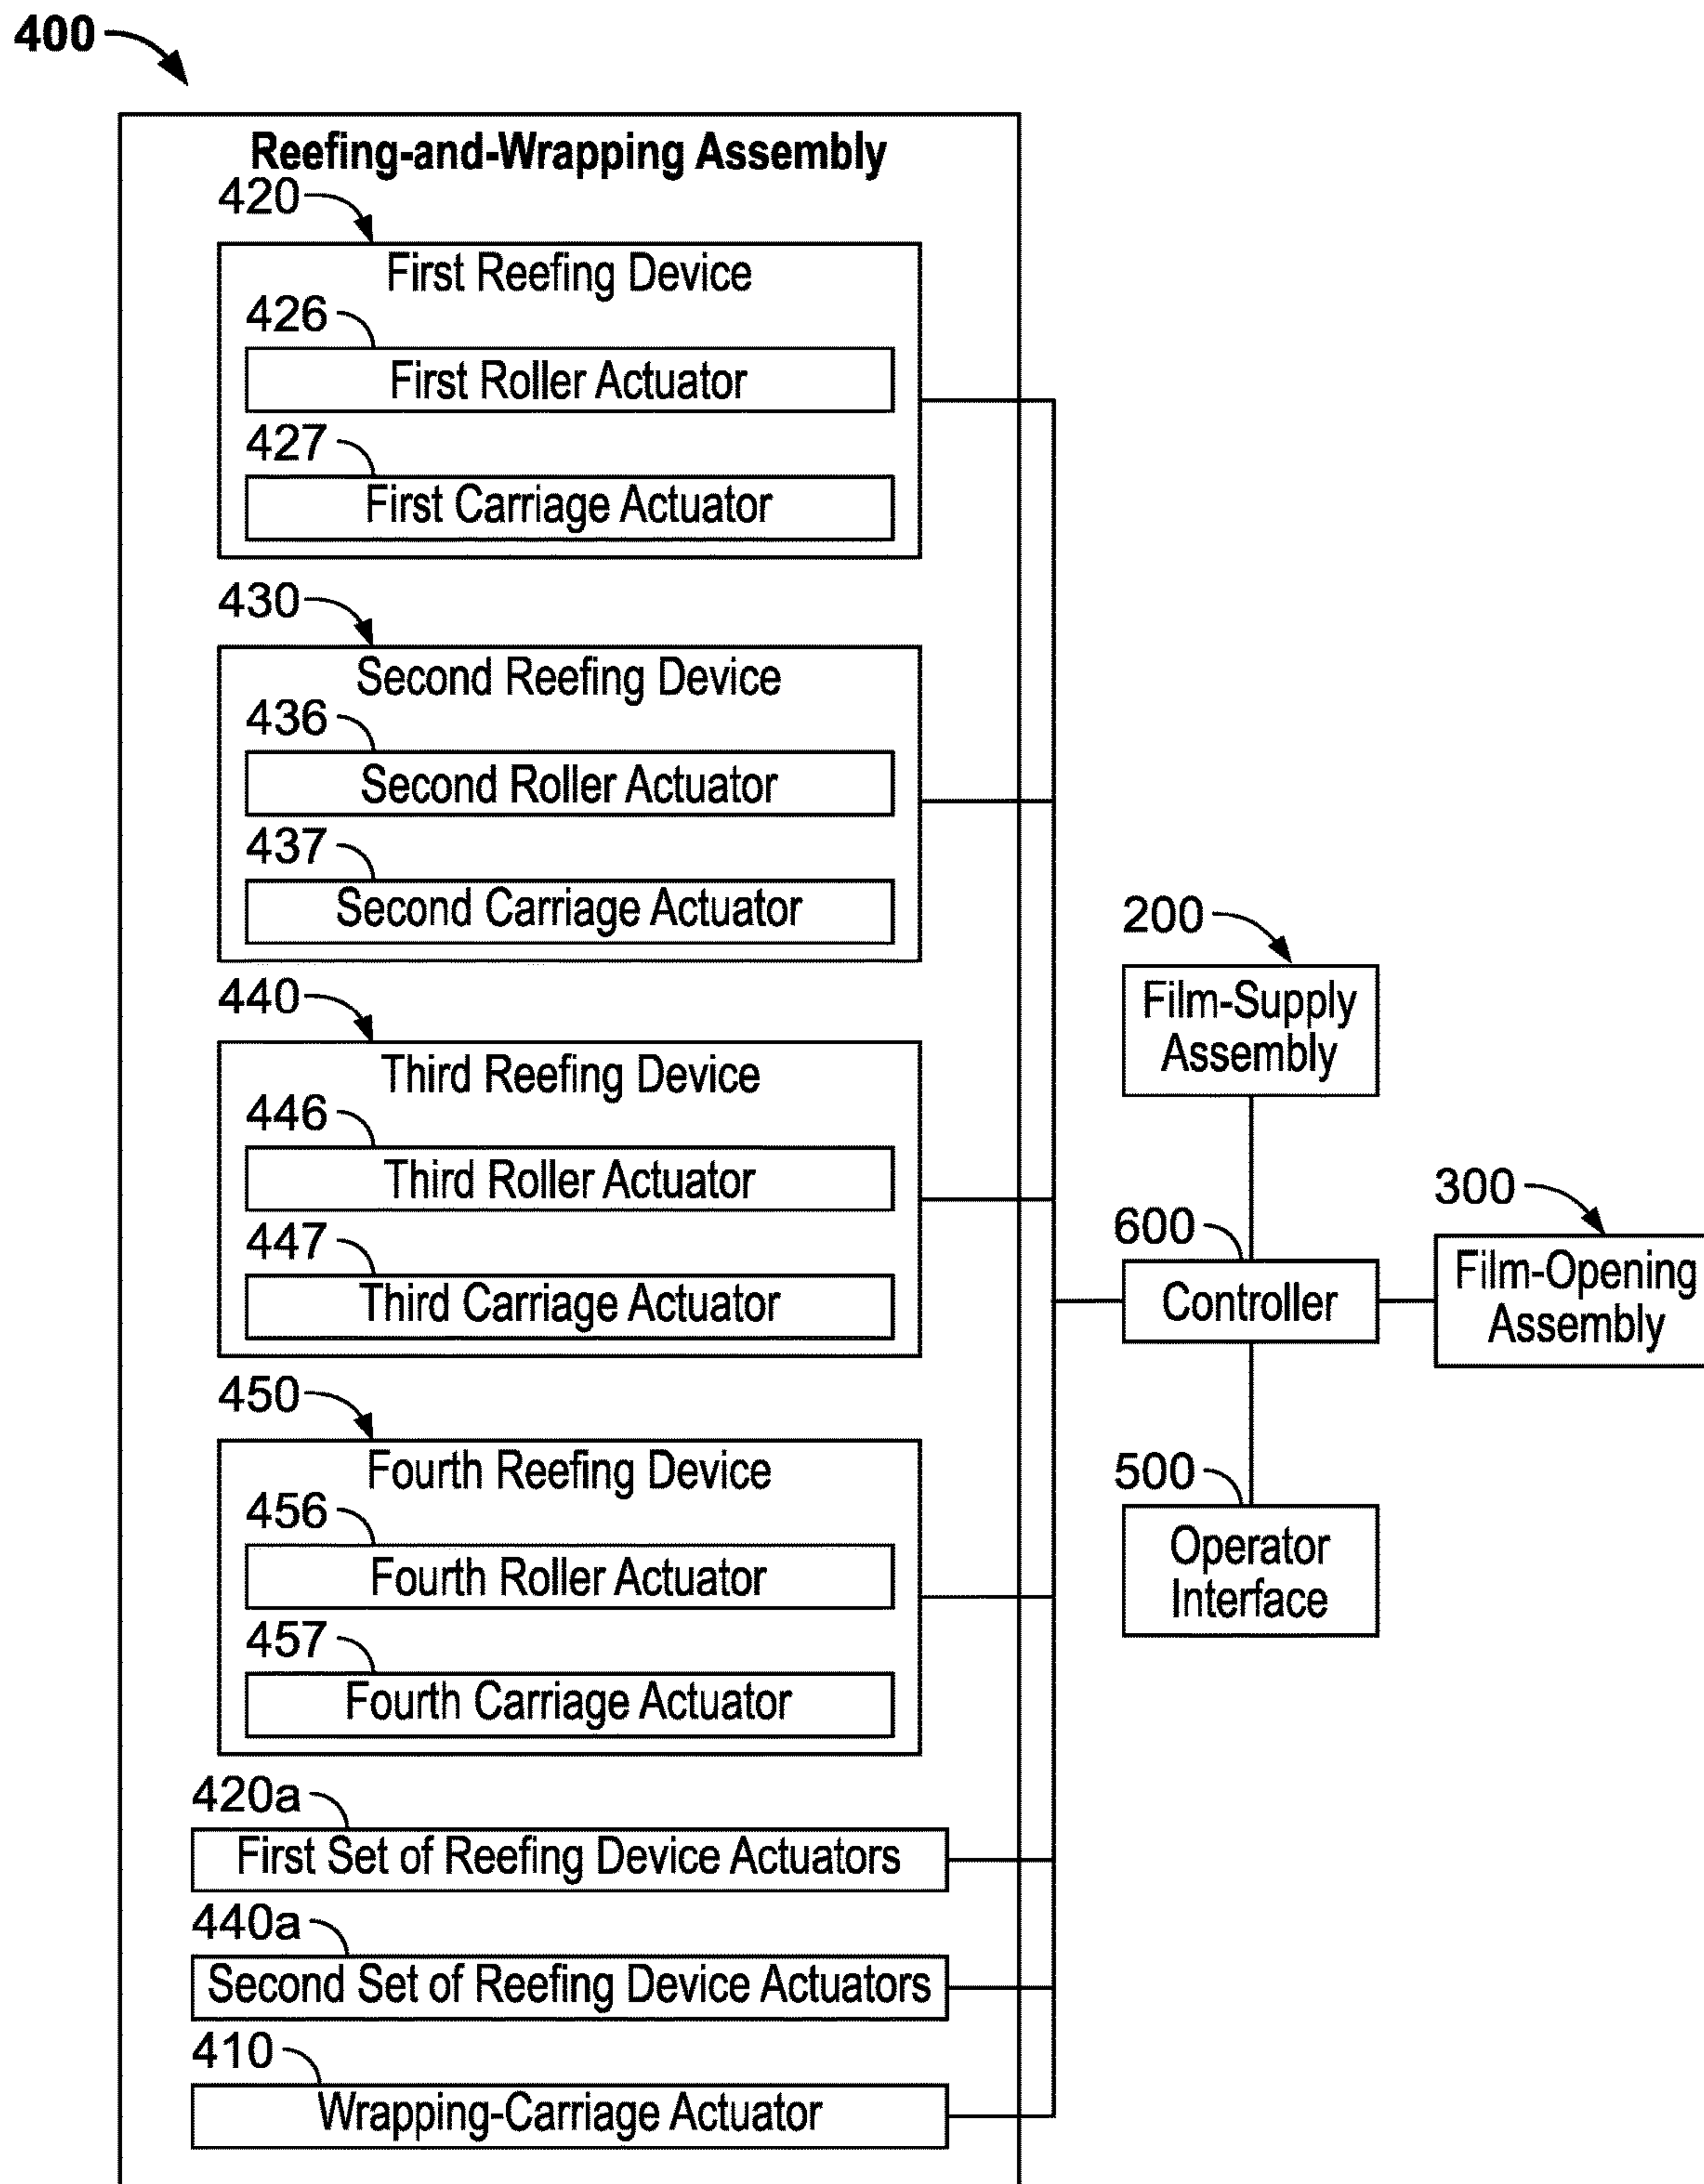 400
Reefing-and-Wrapping Assembly
420
First Reefing Device
426
First Roller Actuator
427
First Carriage Actuator
430
Second Reefing Device
436
Second Roller Actuator
437
Second Carriage Actuator
440
Third Reefing Device
446
Third Roller Actuator
447
Third Carriage Actuator
450
Fourth Reefing Device
456
Fourth Roller Actuator
457
Fourth Carriage Actuator
420a
First Set of Reefing Device Actuators
440a
Second Set of Reefing Device Actuators
410
Wrapping-Carriage Actuator
200
Film-Supply
Assembly
600
Controller
300
Film-Opening
Assembly
500
Operator
Interface